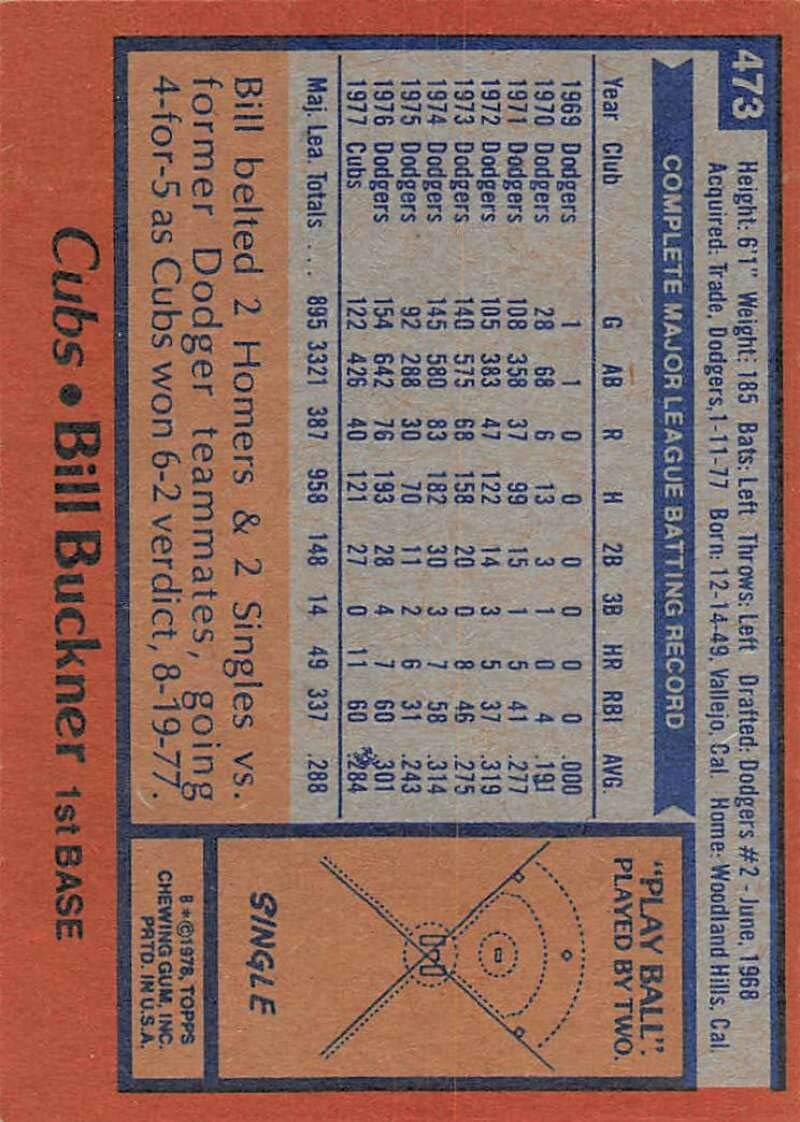 473
Height: 6'1" Weight: 185 Bats: Left Throws: Left Drafted: Dodgers #2 - June, 1968
Acquired: Trade, Dodgers, 1-11-77 Born: 12-14-49, Vallejo, Cal. Home: Woodland Hills, Cal.
COMPLETE MAJOR LEAGUE BATTING RECORD
Year Club G AB R H 2B 3B HR RBI AVG.
1969 Dodgers 1 1 0 0 0 0 0 0 .000
1970 Dodgers 28 68 6 13 3 1 0 4 .191
1971 Dodgers 108 358 37 99 15 1 5 41 .277
1972 Dodgers 105 383 47 122 14 3 5 37 .319
1973 Dodgers 140 575 68 158 20 0 8 46 .275
1974 Dodgers 145 580 83 182 30 3 7 58 .314
1975 Dodgers 92 288 30 70 11 2 6 31 .243
1976 Dodgers 154 642 76 193 28 4 7 60 .301
1977 Cubs 122 426 40 121 27 0 11 60 .284
Maj. Lea. Totals ... 895 3321 387 958 148 14 49 337 .288
Bill belted 2 Homers & 2 Singles vs.
former Dodger teammates, going
4-for-5 as Cubs won 6-2 verdict, 8-19-77.
"PLAY BALL".
PLAYED BY TWO.
SINGLE
B*©1978, TOPPS
CHEWING GUM, INC.
PRTD. IN U.S.A.
Cubs • Bill Buckner 1st BASE